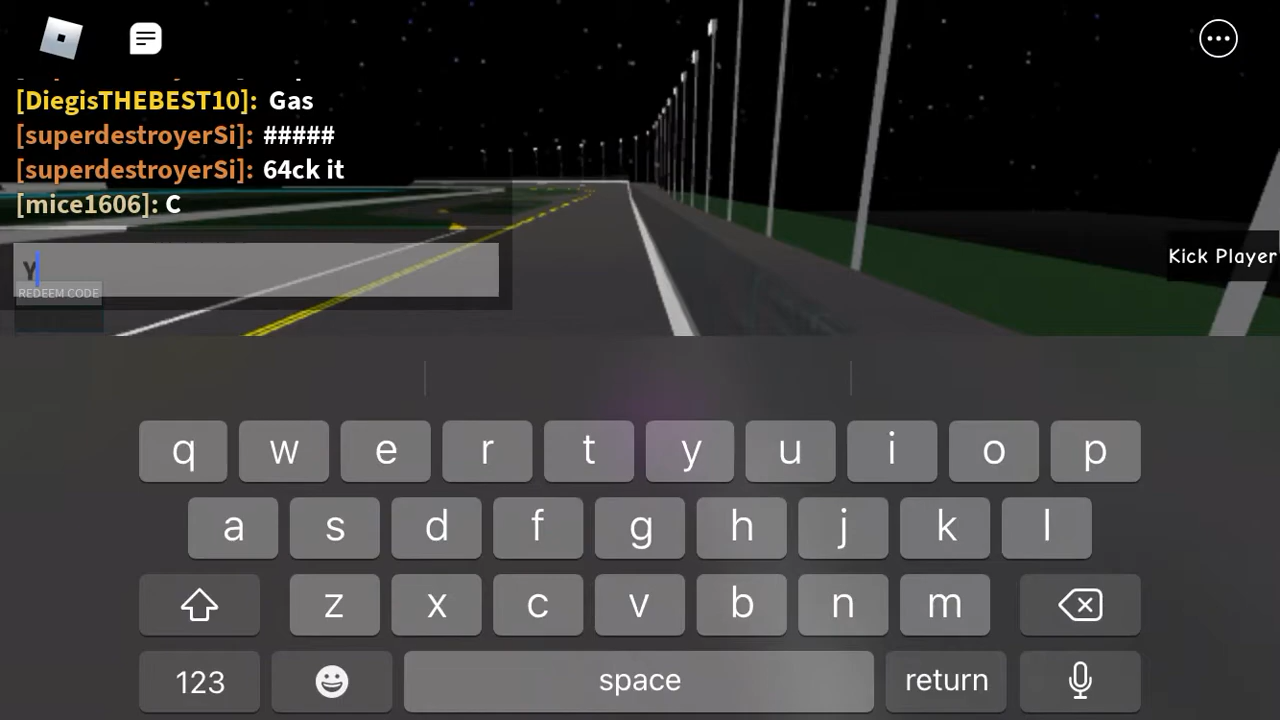 [DiegisTHEBEST10]: Gas
[superdestroyerSi]: #####
[superdestroyerSi]: 64ck it
[mice1606]: C
Kick Player
Y
REDEEM CODE
q w e r t y u i o p
a s d f g h j k l
z x c v b n m
123 space return